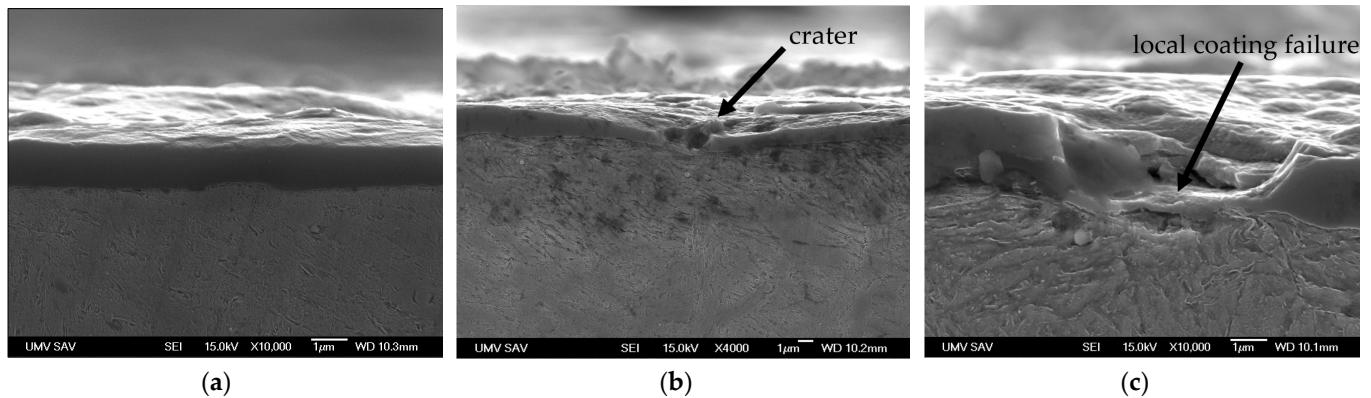 crater
local coating failure
UMV SAV SEI 15.0kV X10,000 1µm WD 10.3mm
UMV SAV SEI 15.0kV X4000 1µm WD 10.2mm
UMV SAV SEI 15.0kV X10,000 1µm WD 10.1mm
(a)
(b)
(c)